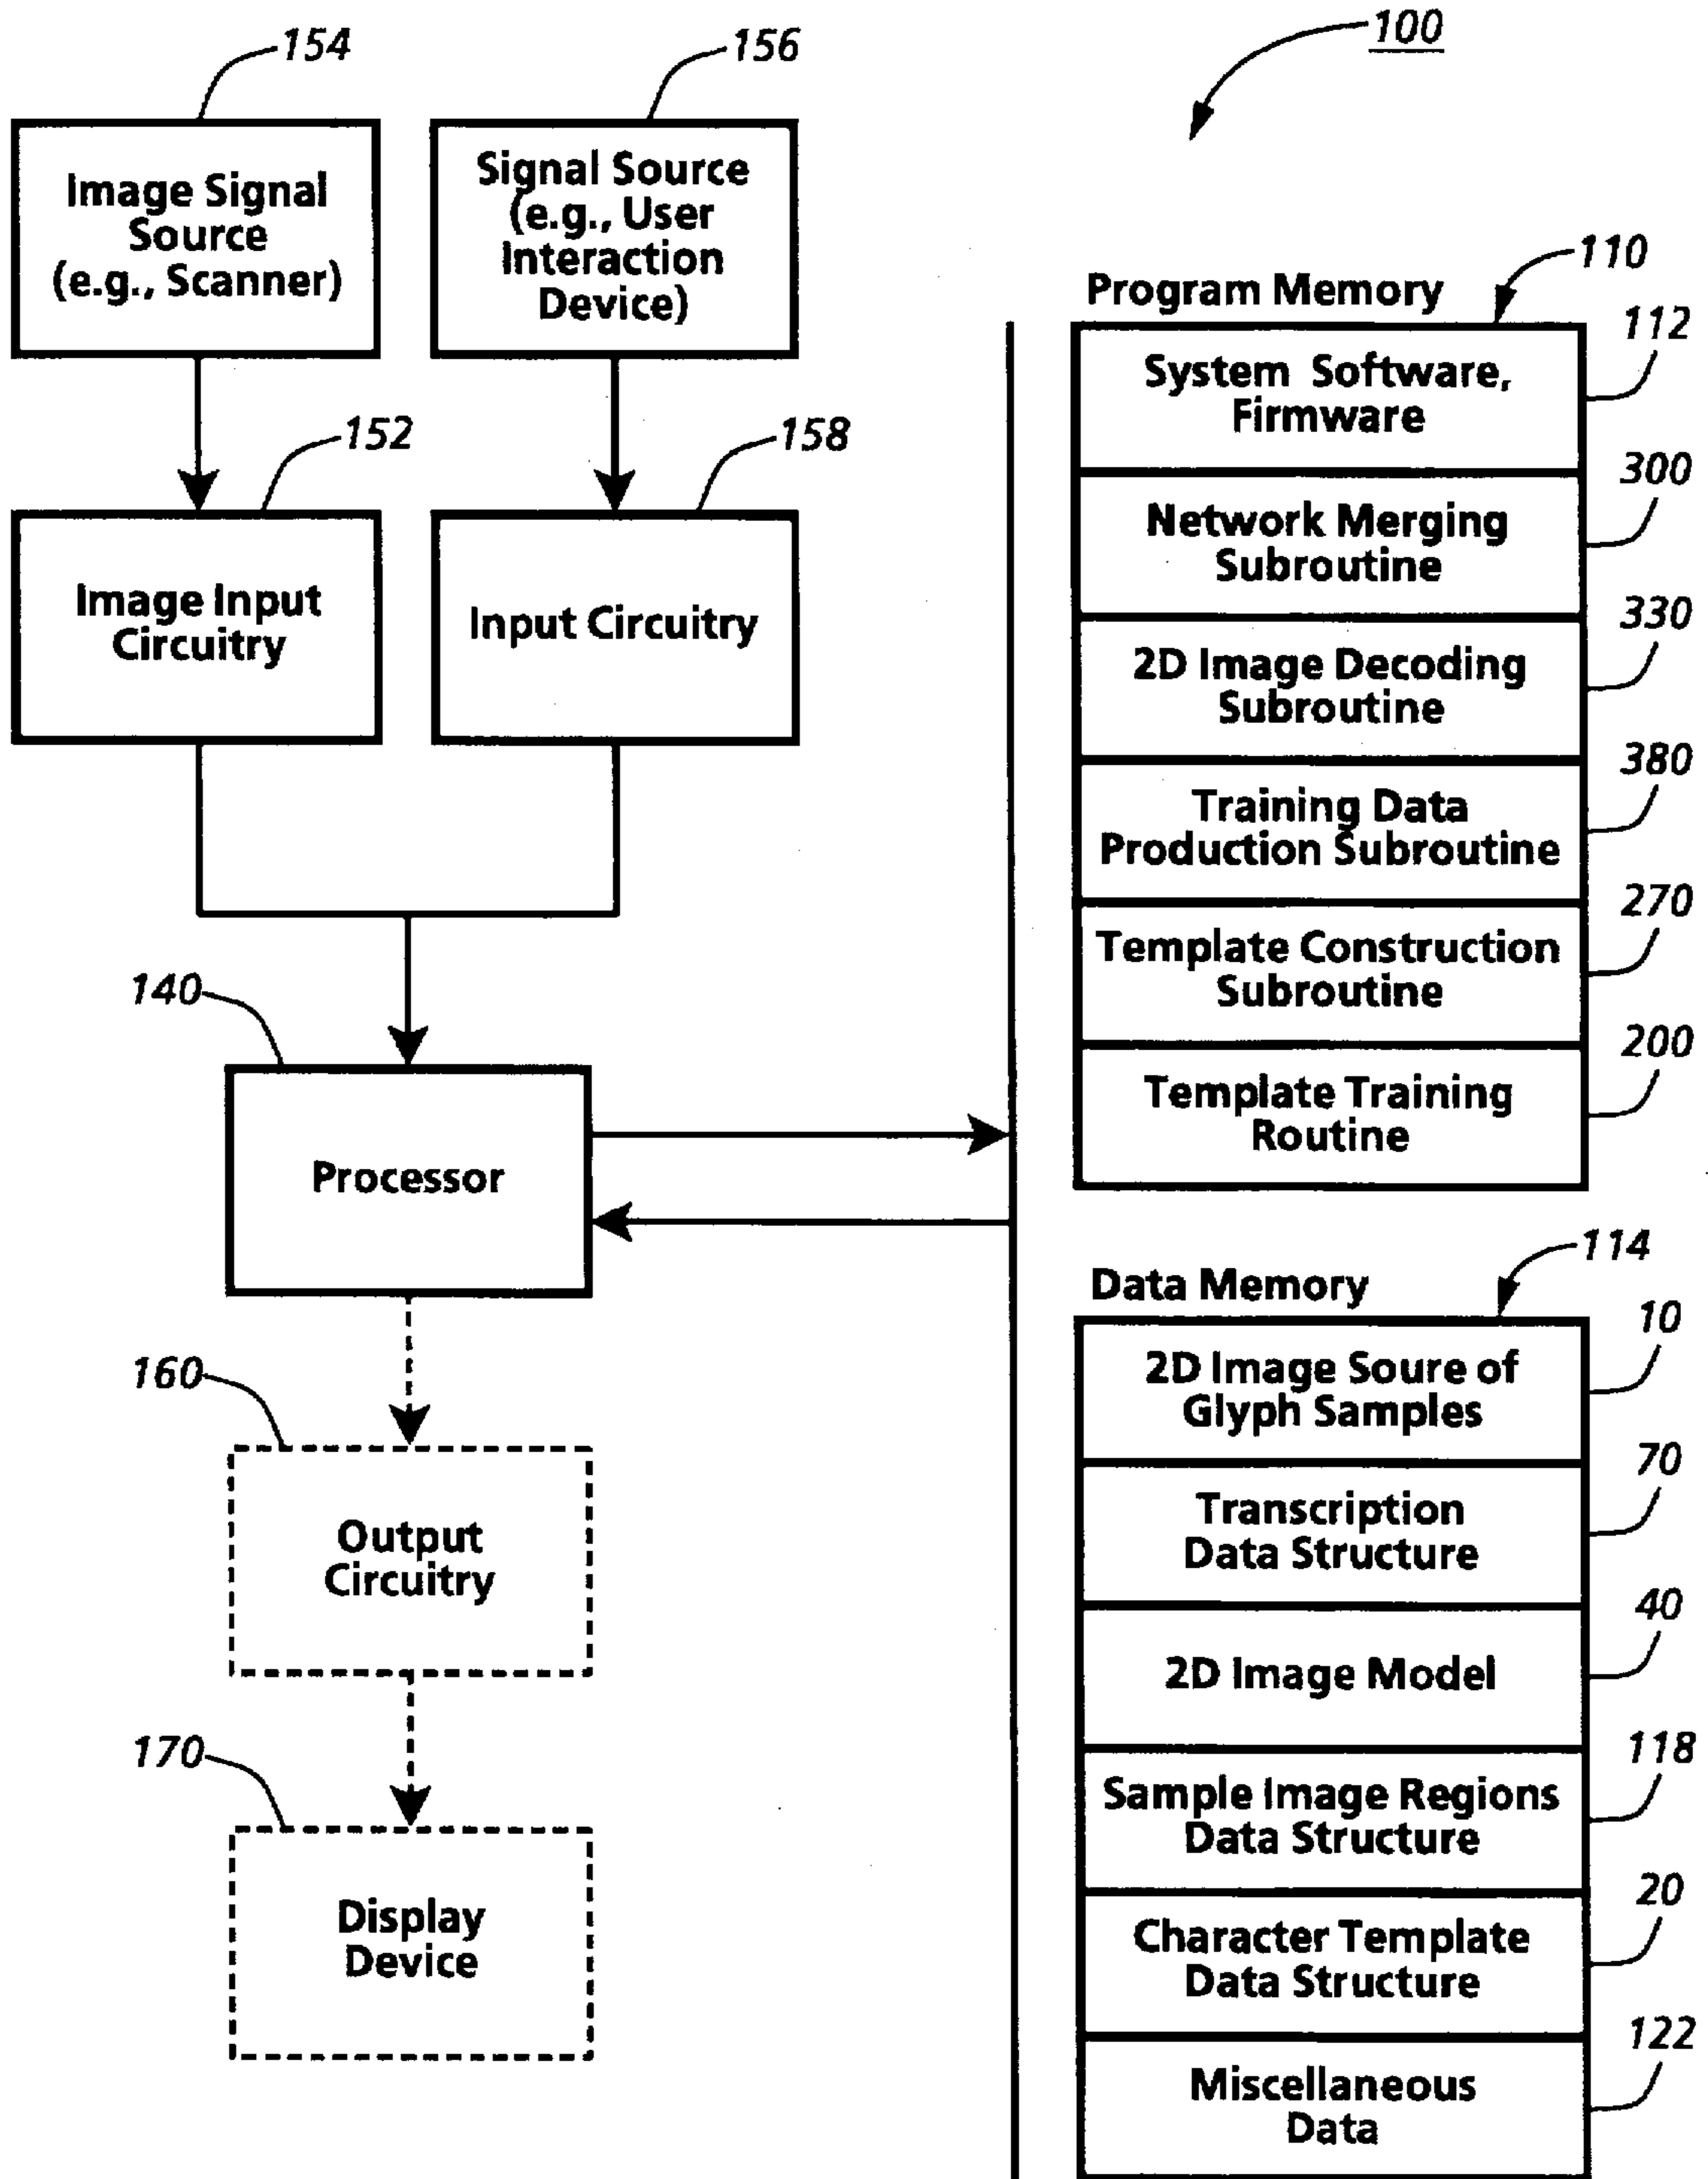 154
156
100
Image Signal
Source
(e.g., Scanner)
Signal Source
(e.g., User
Interaction
Device)
152
158
Image Input
Circuitry
Input Circuitry
140
Processor
160
Output
Circuitry
170
Display
Device
110
Program Memory
112
System Software,
Firmware
300
Network Merging
Subroutine
330
2D Image Decoding
Subroutine
380
Training Data
Production Subroutine
270
Template Construction
Subroutine
200
Template Training
Routine
114
Data Memory
10
2D Image Soure of
Glyph Samples
70
Transcription
Data Structure
40
2D Image Model
118
Sample Image Regions
Data Structure
20
Character Template
Data Structure
122
Miscellaneous
Data